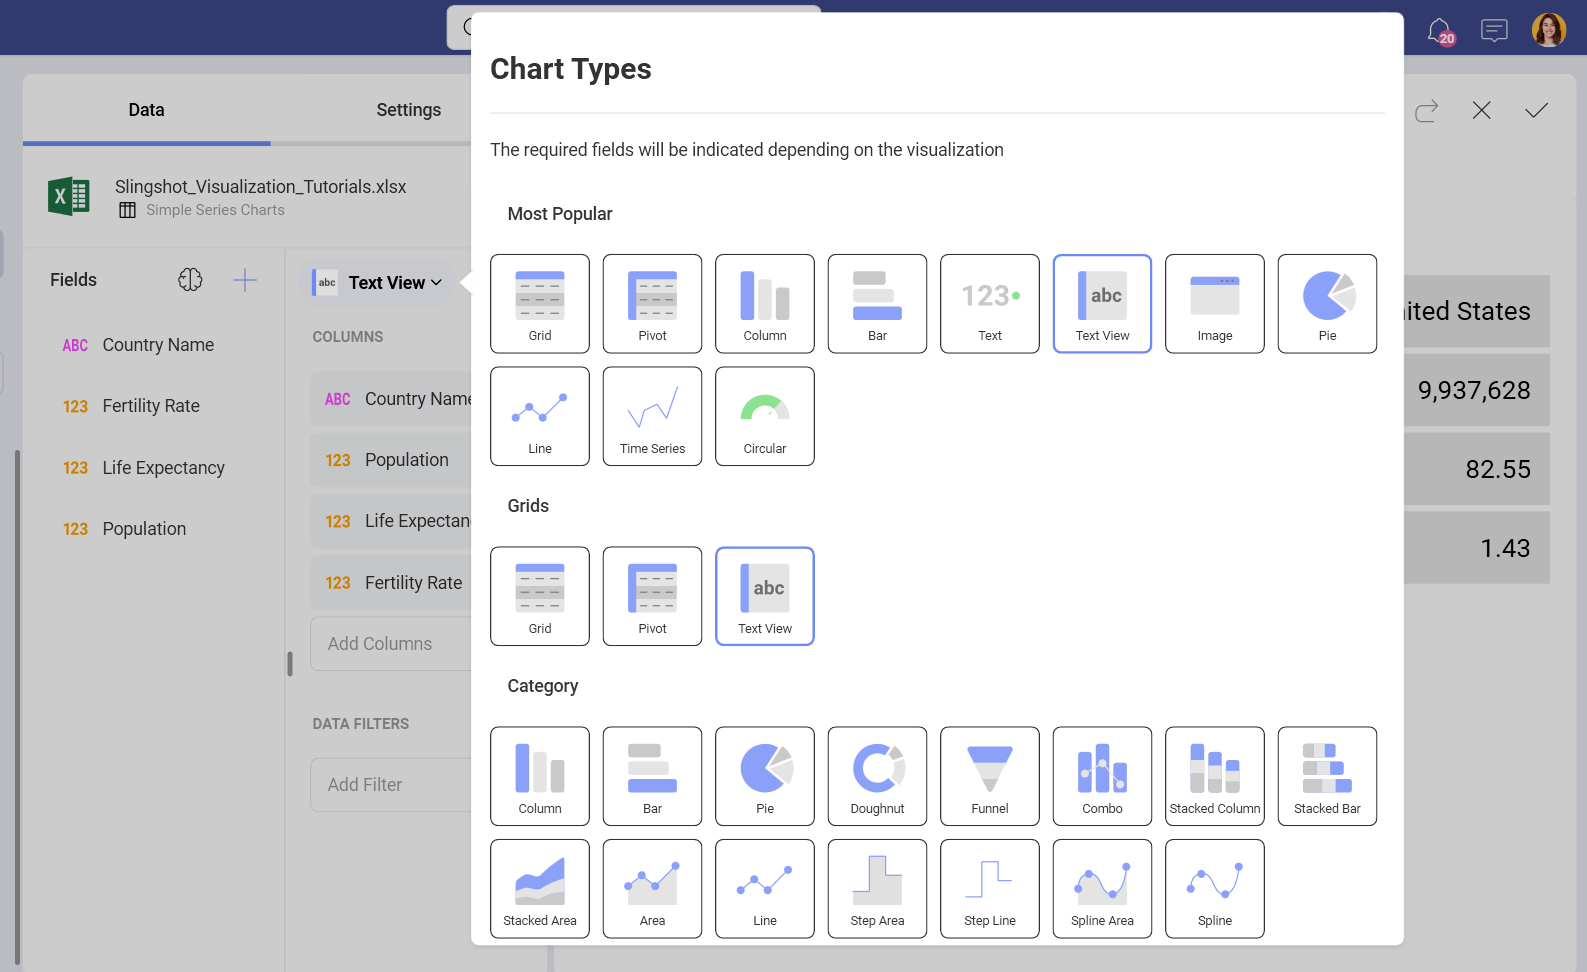 20
Chart Types
Data
Settings
The required fields will be indicated depending on the visualization
Slingshot_Visualization_Tutorials.xlsx
Simple Series Charts
Most Popular
Fields
abc Text View
Grid Pivot Column Bar 123 Text abc Text View Image Pie
COLUMNS
ABC Country Name
123 Fertility Rate
123 Life Expectancy
123 Population
ABC Country Name
123 Population
123 Life Expectan
123 Fertility Rate
Add Columns
DATA FILTERS
Add Filter
Line Time Series Circular
Grids
Grid Pivot abc Text View
Category
Column Bar Pie Doughnut Funnel Combo Stacked Column Stacked Bar
Stacked Area Area Line Step Area Step Line Spline Area Spline
ited States
9,937,628
82.55
1.43